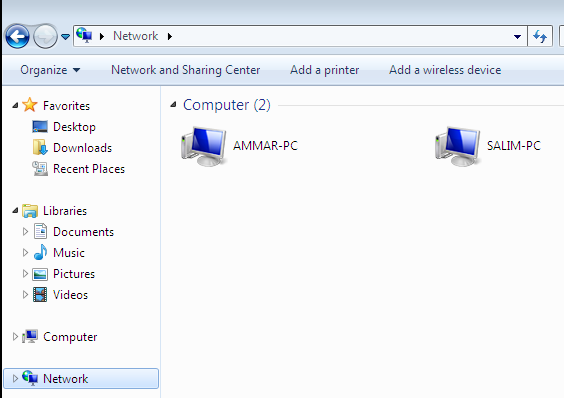 Network
Organize
Network and Sharing Center
Add a printer
Add a wireless device
Favorites
Desktop
Downloads
Recent Places
Libraries
Documents
Music
Pictures
Videos
Computer
Network
Computer (2)
AMMAR-PC
SALIM-PC